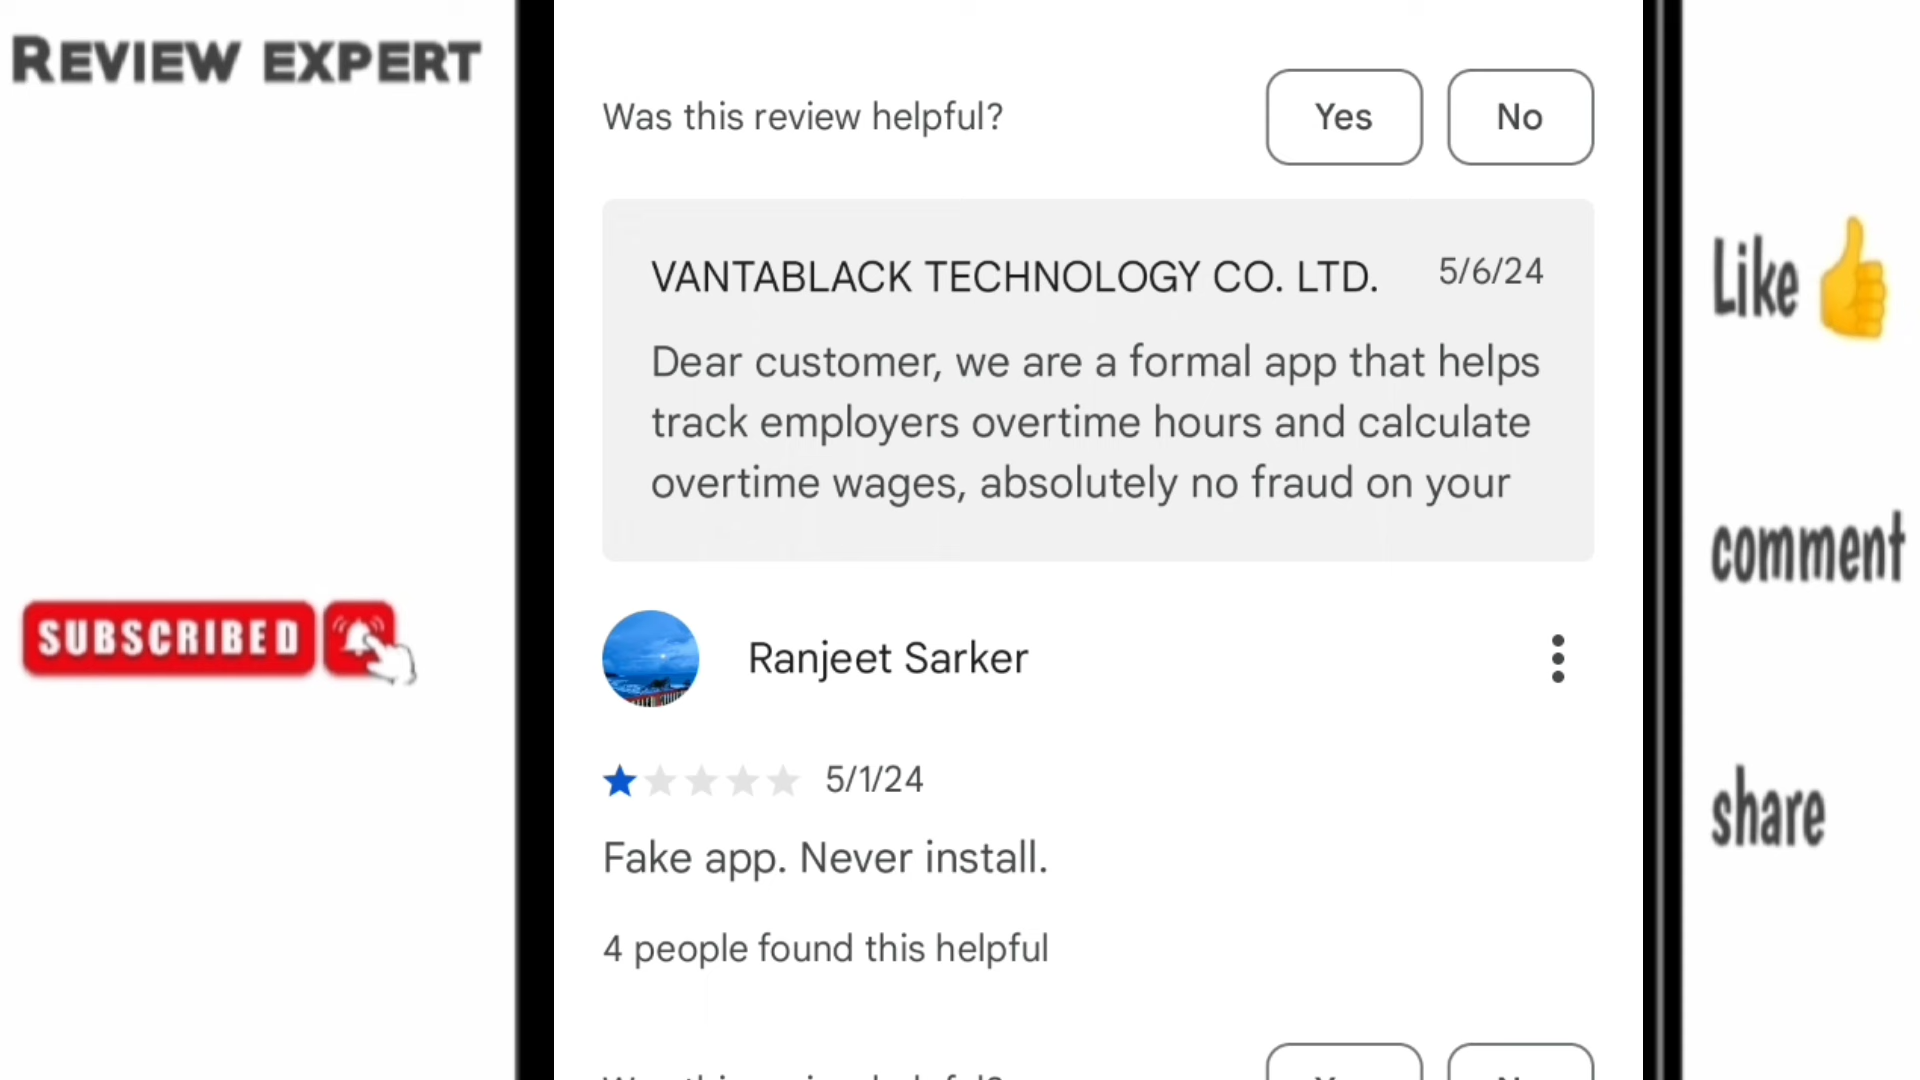 REVIEW EXPERT
Was this review helpful?
Yes
No
VANTABLACK TECHNOLOGY CO. LTD.
5/6/24
Dear customer, we are a formal app that helps
track employers overtime hours and calculate
overtime wages, absolutely no fraud on your
Ranjeet Sarker
5/1/24
Fake app. Never install.
4 people found this helpful
SUBSCRIBED
Like
comment
share